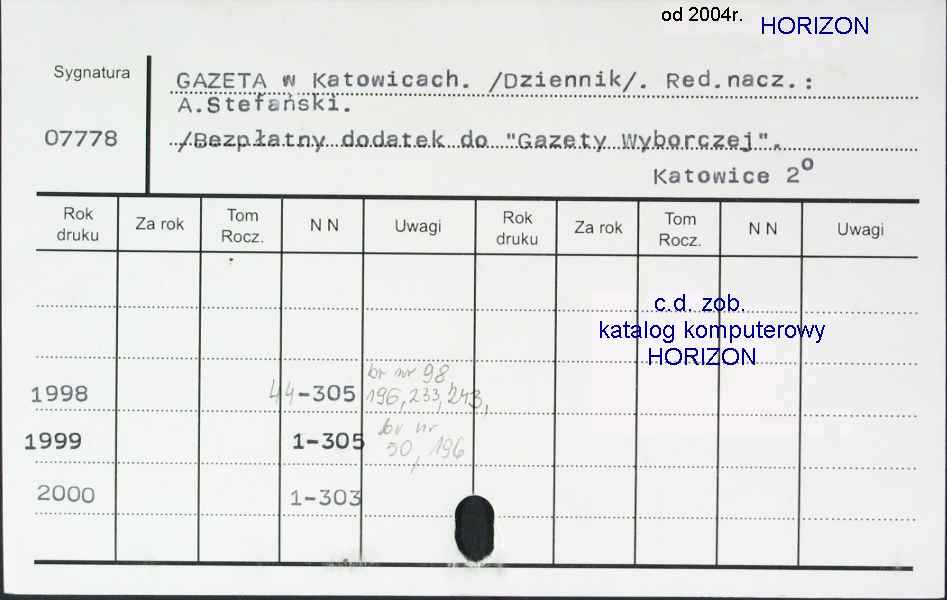 od 2004r.
HORIZON
Sygnatura
07778
GAZETA w Katowicach. /Dziennik/. Red.nacz.:
A.Stefański.
/Bezpłatny dodatek do "Gazety Wyborczej".
Katowice 2º
Rok druku Za rok Tom Rocz. N N Uwagi Rok druku Za rok Tom Rocz. N N Uwagi
c.d. zob.
katalog komputerowy
HORIZON
br nr 98,
1998 44-305 196, 233, 243,
br nr
1999 1-305 50, 196
2000 1-303